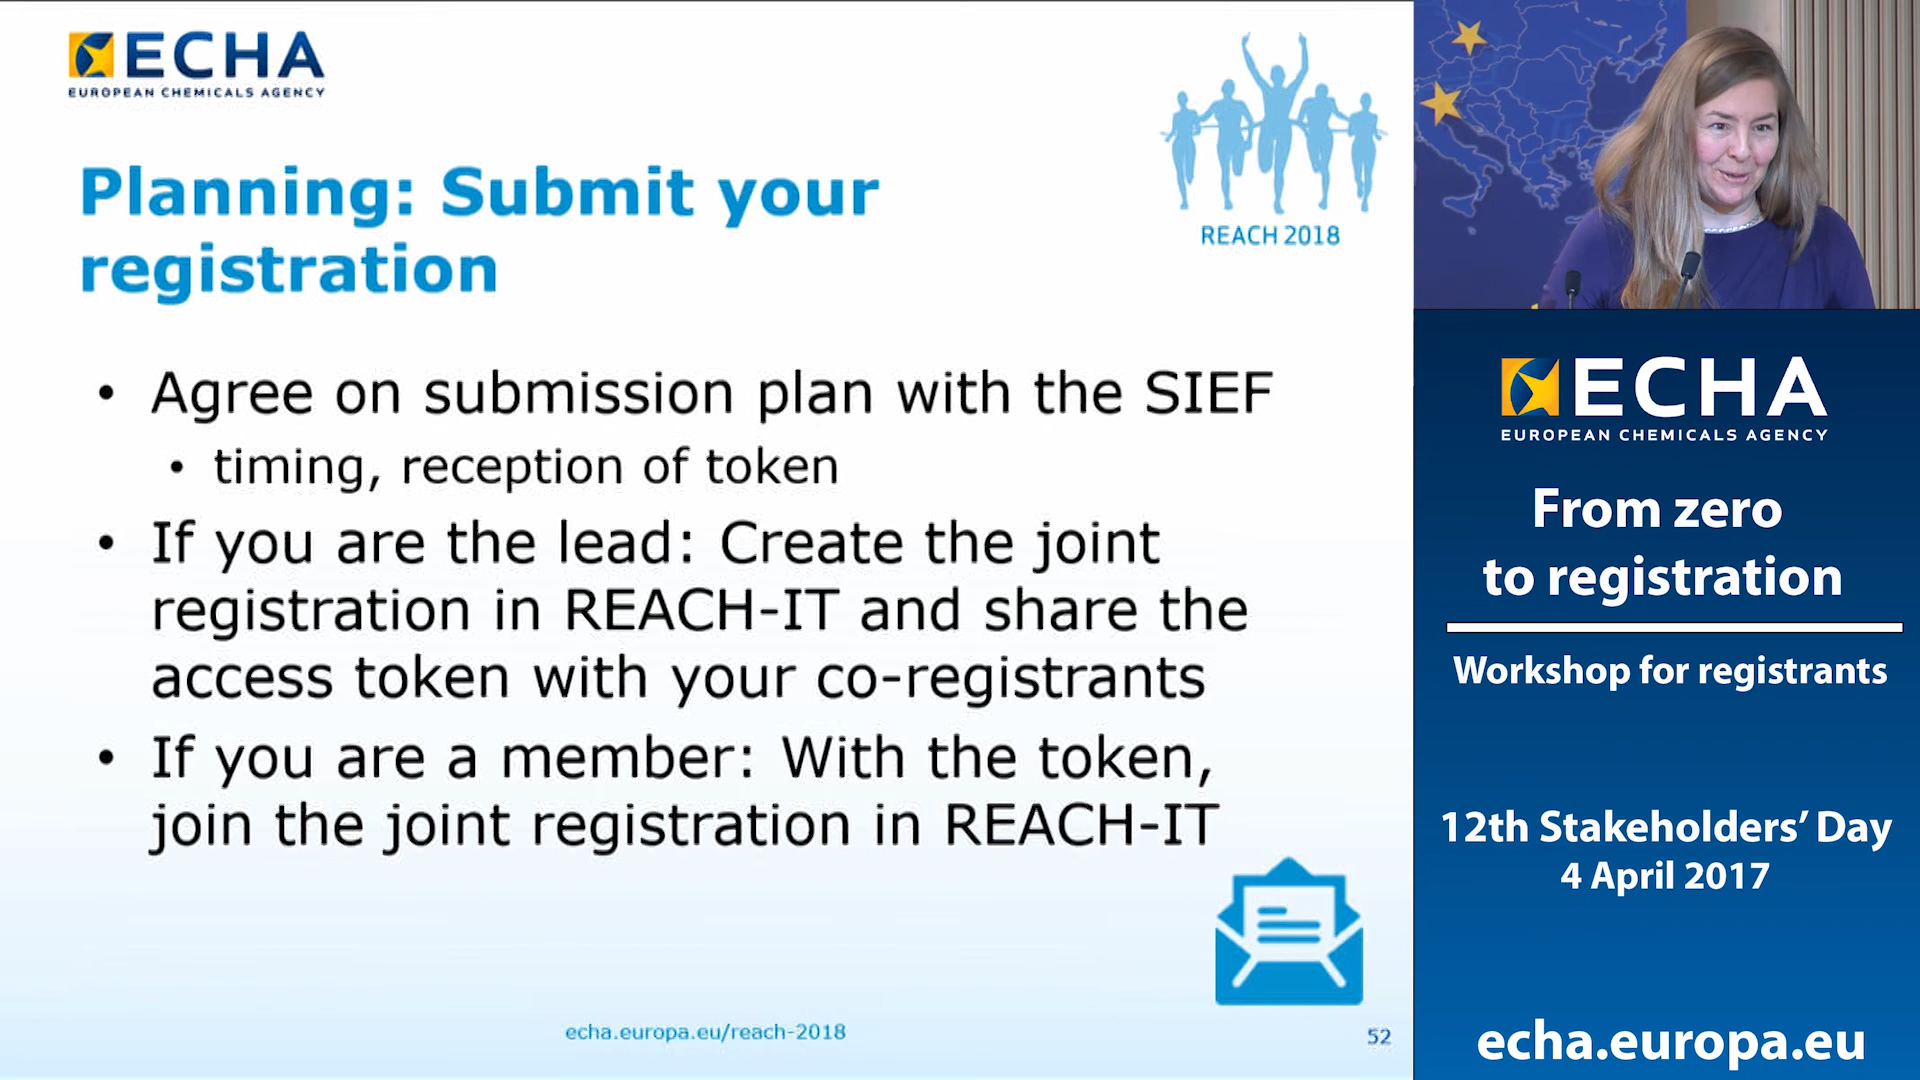 ECHA
EUROPEAN CHEMICALS AGENCY
REACH 2018
Planning: Submit your
registration
• Agree on submission plan with the SIEF
• timing, reception of token
• If you are the lead: Create the joint
registration in REACH-IT and share the
access token with your co-registrants
• If you are a member: With the token,
join the joint registration in REACH-IT
echa.europa.eu/reach-2018
52
ECHA
EUROPEAN CHEMICALS AGENCY
From zero
to registration
Workshop for registrants
12th Stakeholders’ Day
4 April 2017
echa.europa.eu